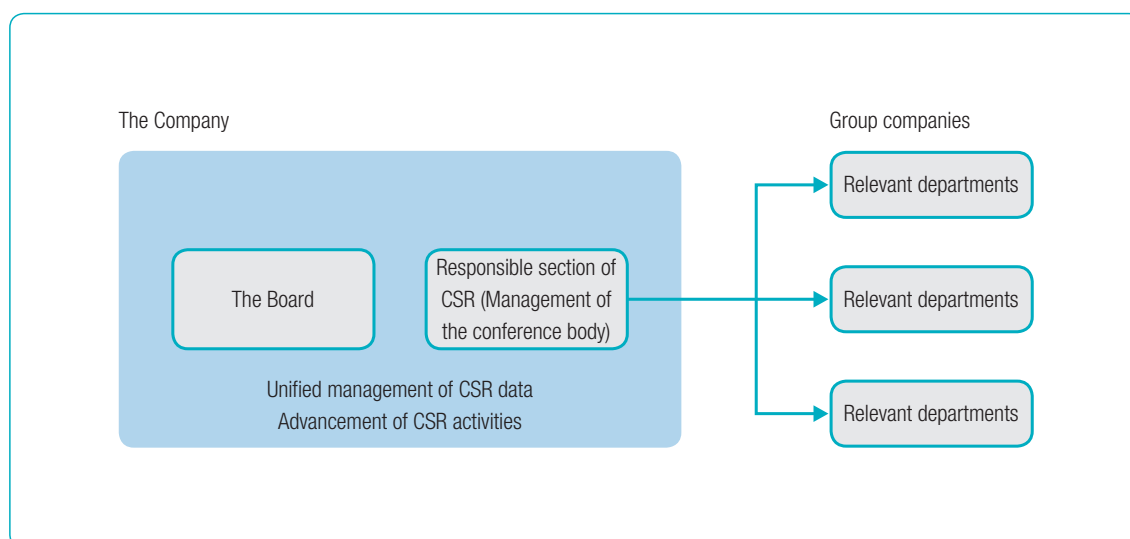 The Company
Group companies
Relevant departments
The Board
Responsible section of
CSR (Management of
the conference body)
Relevant departments
Unified management of CSR data
Advancement of CSR activities
Relevant departments